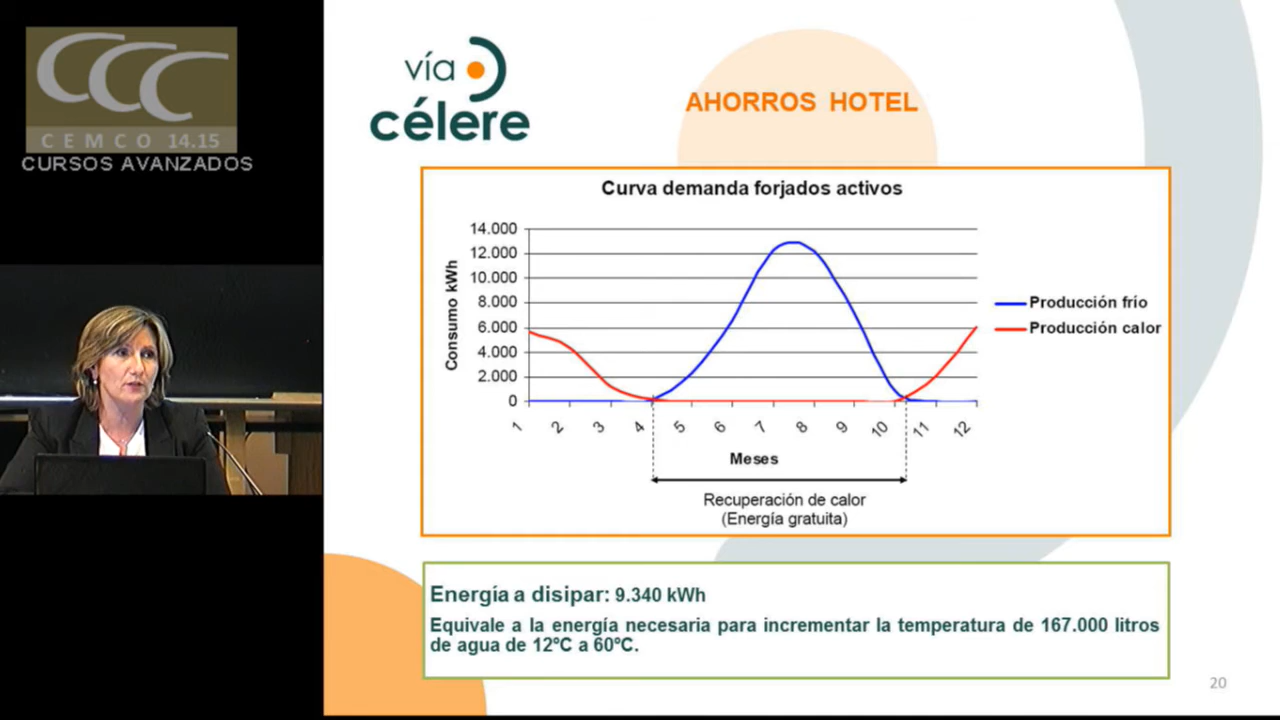 CCC
CEMCO 14.15
CURSOS AVANZADOS
vía
célere
AHORROS HOTEL
Curva demanda forjados activos
Consumo kWh
14.000
12.000
10.000
8.000
6.000
4.000
2.000
0
1 2 3 4 5 6 7 8 9 10 11 12
Meses
Producción frío
Producción calor
Recuperación de calor
(Energía gratuita)
Energía a disipar: 9.340 kWh
Equivale a la energía necesaria para incrementar la temperatura de 167.000 litros
de agua de 12ºC a 60ºC.
20